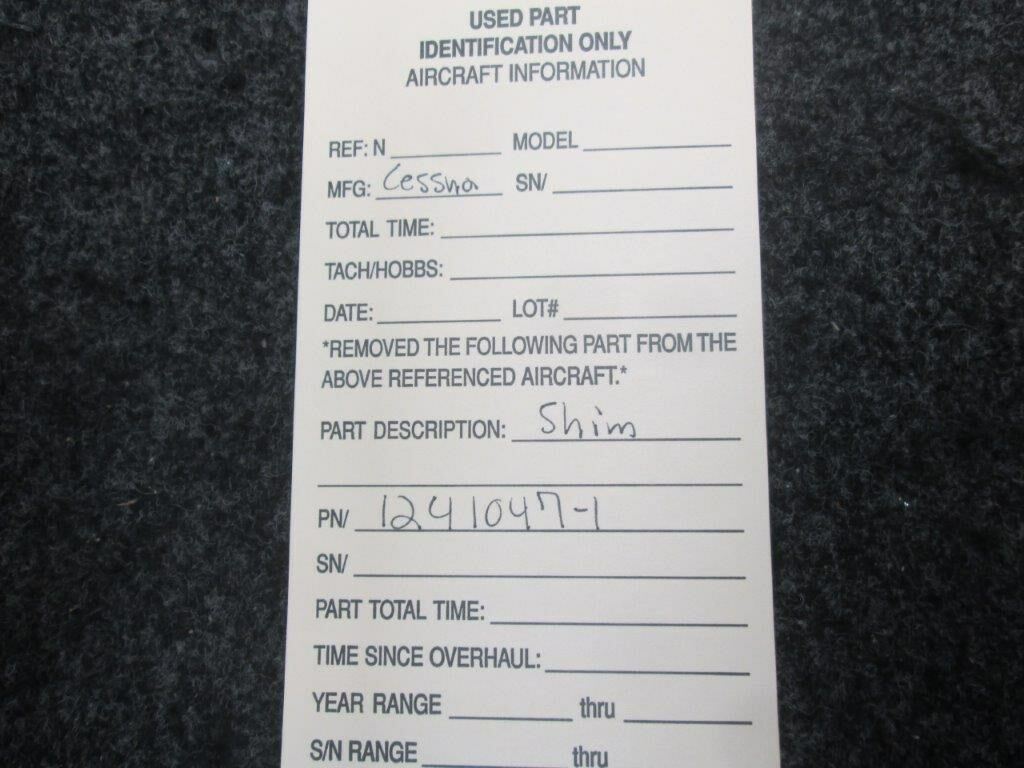 USED PART
IDENTIFICATION ONLY
AIRCRAFT INFORMATION
REF: N MODEL
MFG: Cessna SN/
TOTAL TIME:
TACH/HOBBS:
DATE: LOT#
*REMOVED THE FOLLOWING PART FROM THE
ABOVE REFERENCED AIRCRAFT.*
PART DESCRIPTION: Shim
PN/ 1241047-1
SN/
PART TOTAL TIME:
TIME SINCE OVERHAUL:
YEAR RANGE thru
S/N RANGE thru